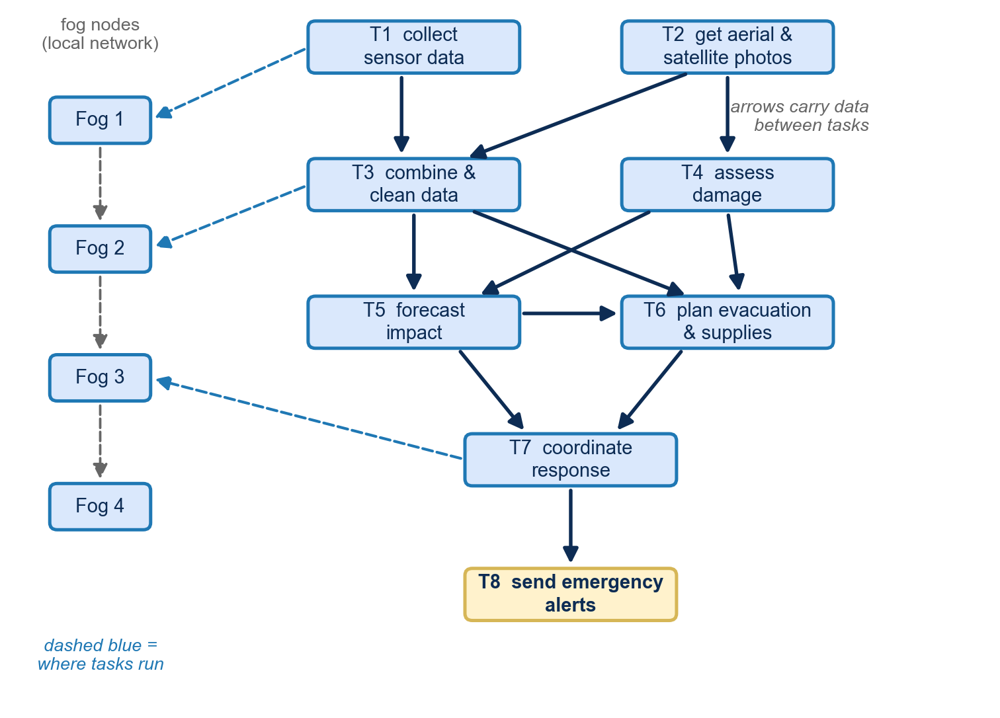 fog nodes
(local network)
T1 collect
sensor data
T2 get aerial &
satellite photos
arrows carry data
between tasks
Fog 1
T3 combine &
clean data
T4 assess
damage
Fog 2
T5 forecast
impact
T6 plan evacuation
& supplies
Fog 3
T7 coordinate
response
Fog 4
T8 send emergency
alerts
dashed blue =
where tasks run